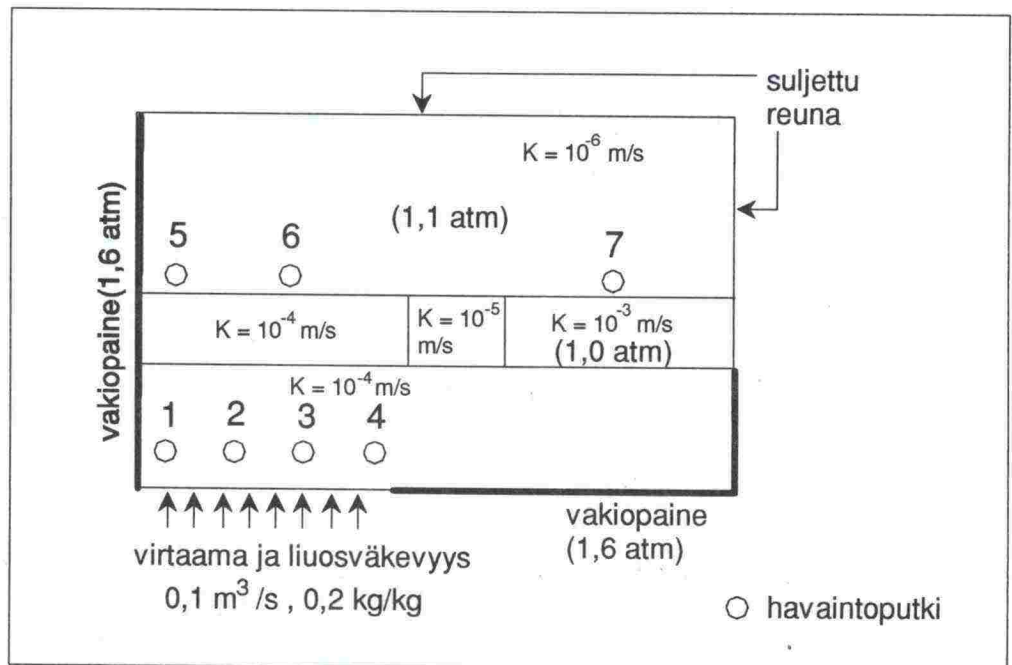 suljettu
reuna
K = 10⁻⁶ m/s
vakiopaine(1,6 atm)
(1,1 atm)
5
6
7
K = 10⁻⁴ m/s
K = 10⁻⁵
m/s
K = 10⁻³ m/s
(1,0 atm)
K = 10⁻⁴ m/s
1
2
3
4
vakiopaine
(1,6 atm)
virtaama ja liuosväkevyys
0,1 m³ /s , 0,2 kg/kg
havaintoputki